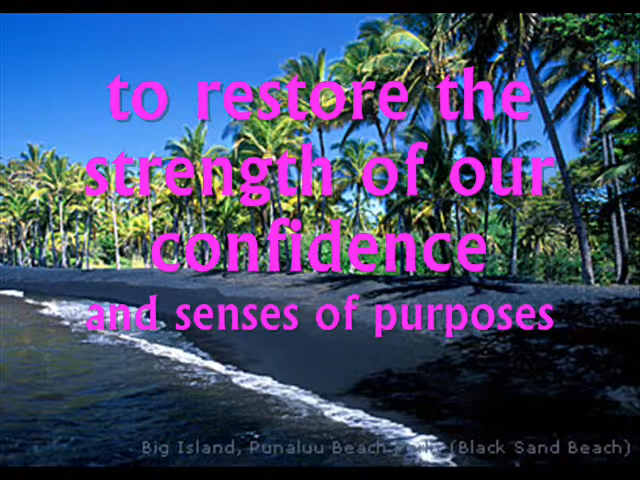 to restore the
strength of our
confidence
and senses of purposes
Big Island, Punaluu Beach (Black Sand Beach)